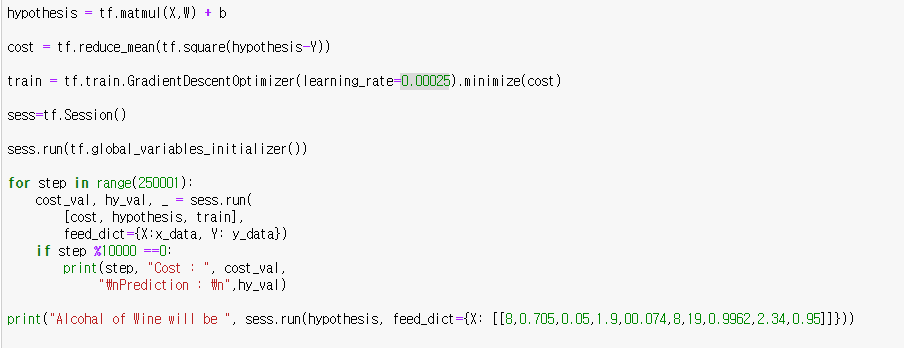 hypothesis = tf.matmul(X,W) + b
cost = tf.reduce_mean(tf.square(hypothesis-Y))
train = tf.train.GradientDescentOptimizer(learning_rate=0.00025).minimize(cost)
sess=tf.Session()
sess.run(tf.global_variables_initializer())
for step in range(250001):
    cost_val, hy_val, _ = sess.run(
        [cost, hypothesis, train],
        feed_dict={X:x_data, Y: y_data})
    if step %10000 ==0:
        print(step, "Cost : ", cost_val,
             "₩nPrediction : ₩n",hy_val)
print("Alcohal of Wine will be ", sess.run(hypothesis, feed_dict={X: [[8,0.705,0.05,1.9,00.074,8,19,0.9962,2.34,0.95]]}))